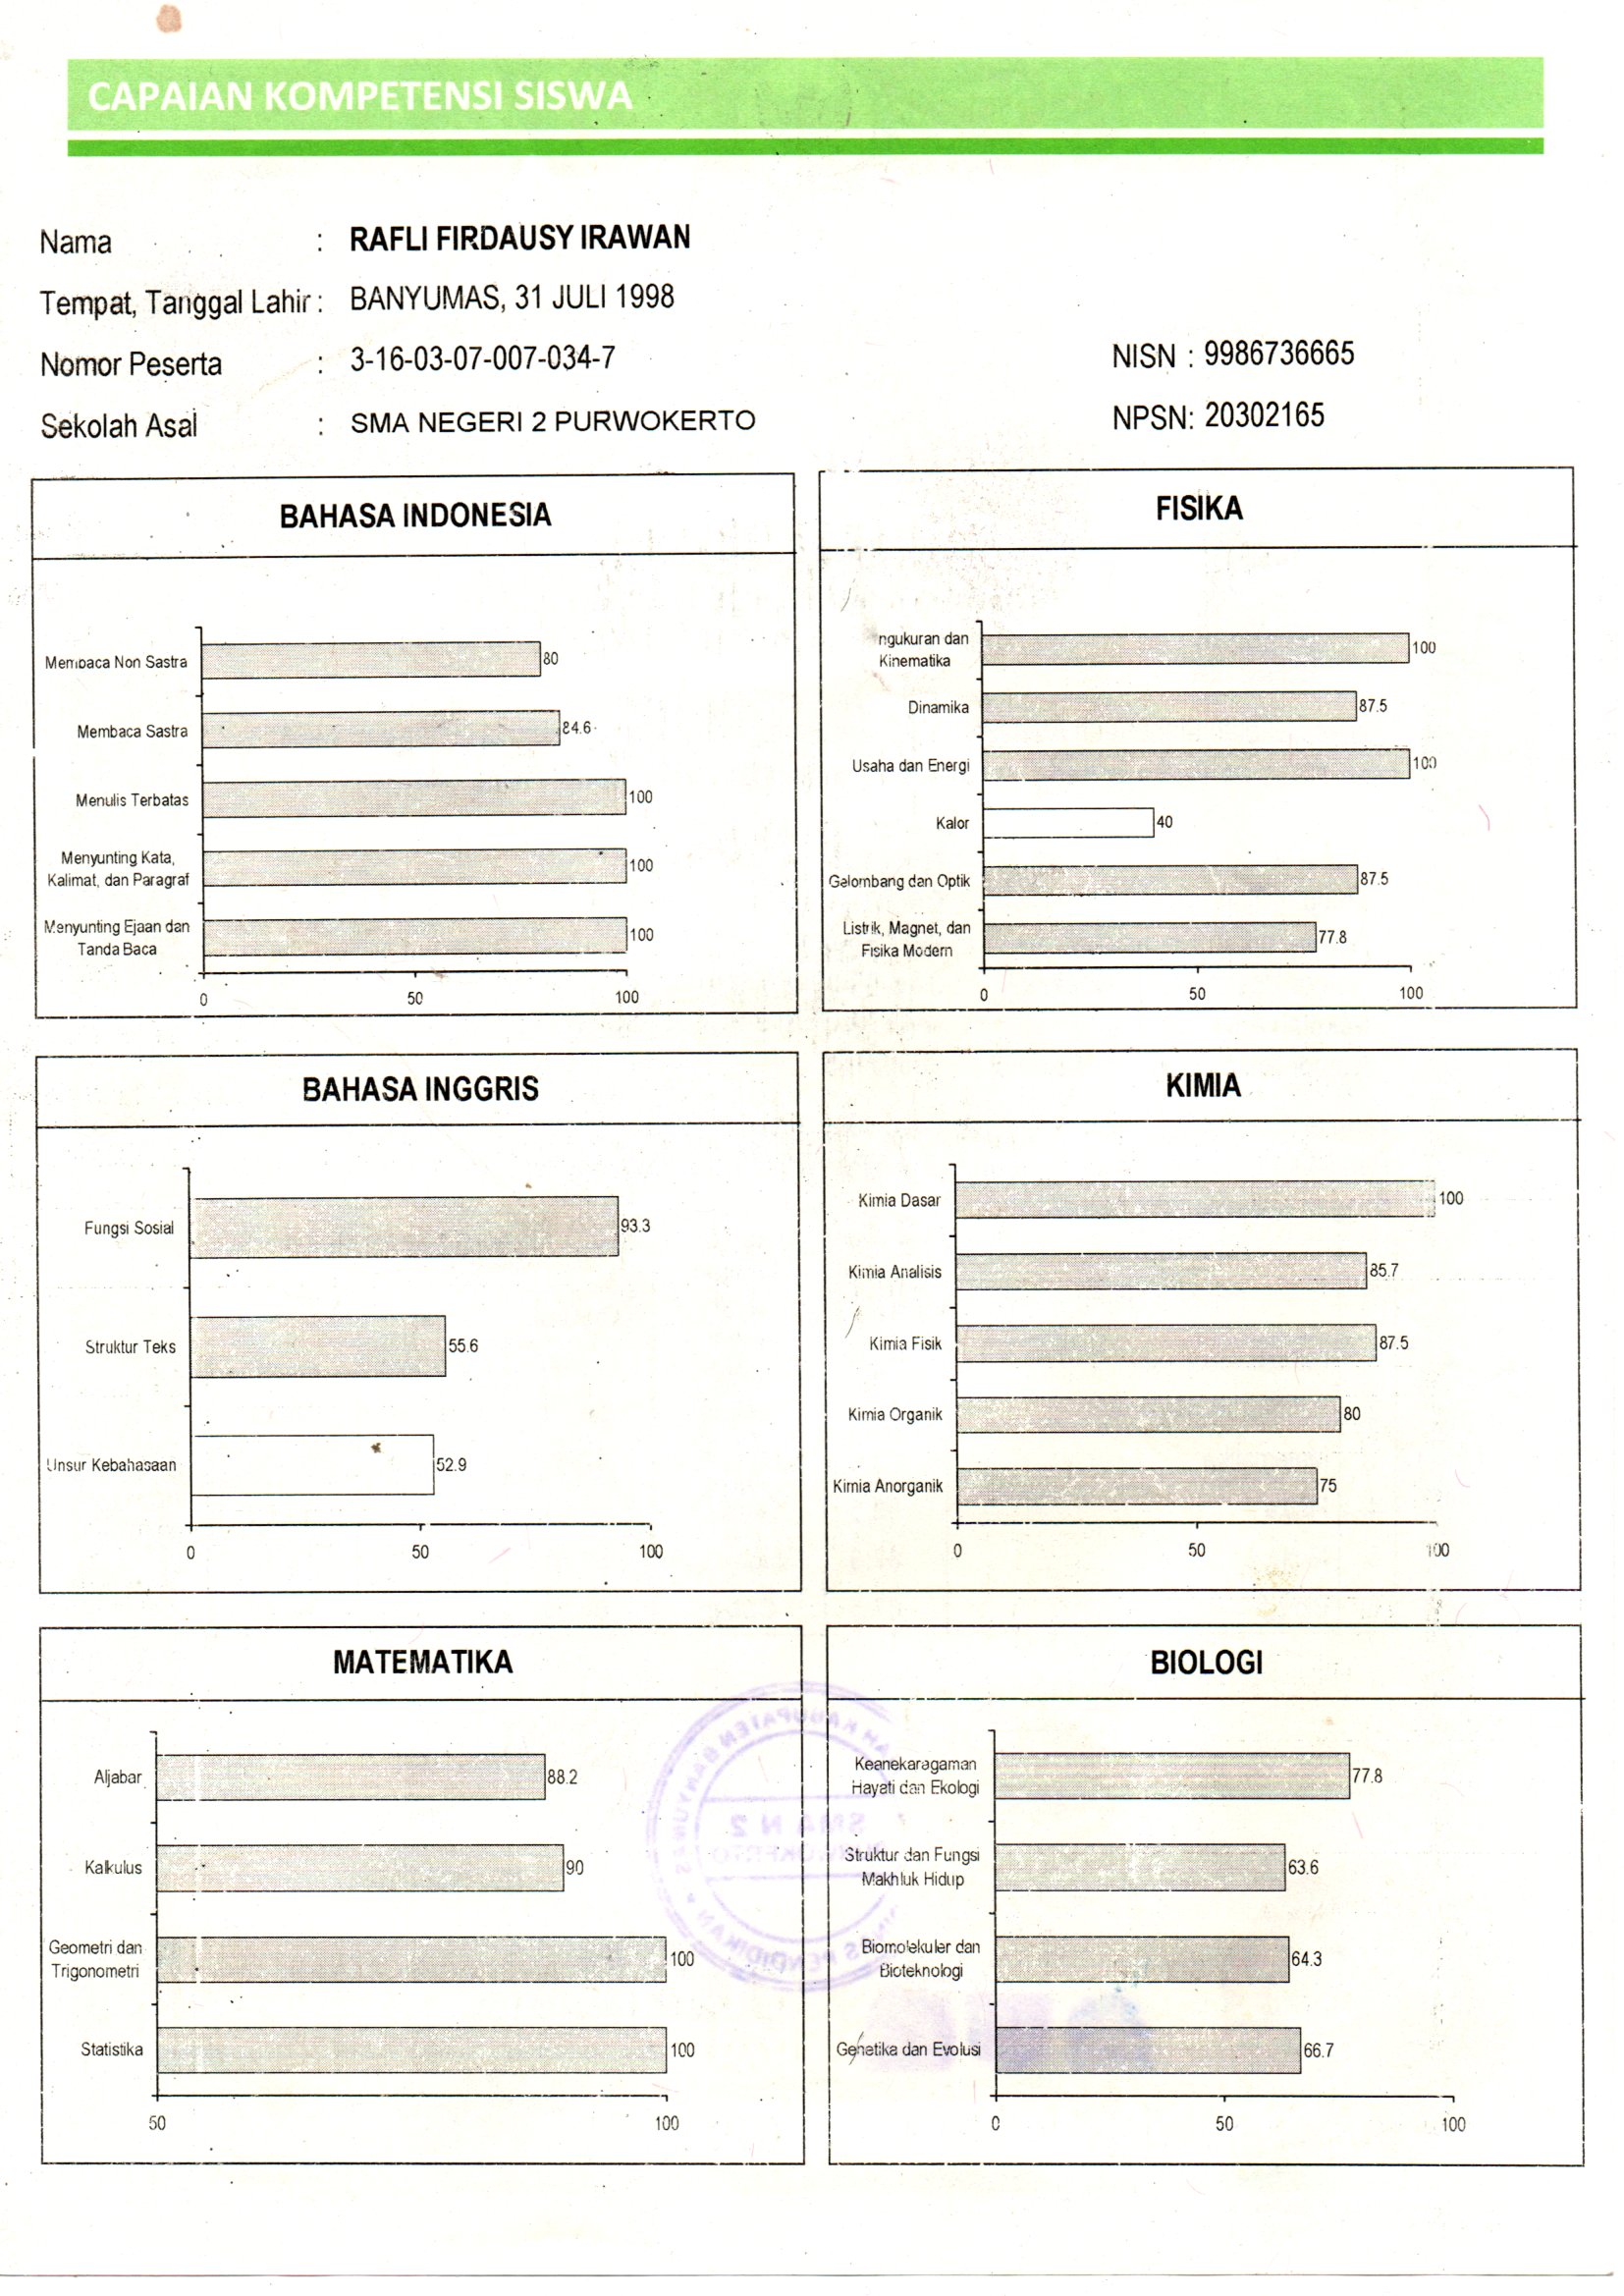 CAPAIAN KOMPETENSI SISWA
Nama : RAFLI FIRDAUSY IRAWAN
Tempat, Tanggal Lahir : BANYUMAS, 31 JULI 1998
Nomor Peserta : 3-16-03-07-007-034-7
NISN : 9986736665
Sekolah Asal : SMA NEGERI 2 PURWOKERTO
NPSN: 20302165
BAHASA INDONESIA
Membaca Non Sastra 80
Membaca Sastra 84.6
Menulis Terbatas 100
Menyunting Kata,
Kalimat, dan Paragraf 100
Menyunting Ejaan dan
Tanda Baca 100
0 50 100
FISIKA
ngukuran dan
Kinematika 100
Dinamika 87.5
Usaha dan Energi 100
Kalor 40
Gelombang dan Optik 87.5
Listrik, Magnet, dan
Fisika Modern 77.8
0 50 100
BAHASA INGGRIS
Fungsi Sosial 93.3
Struktur Teks 55.6
Unsur Kebahasaan 52.9
0 50 100
KIMIA
Kimia Dasar 100
Kimia Analisis 85.7
Kimia Fisik 87.5
Kimia Organik 80
Kimia Anorganik 75
0 50 100
MATEMATIKA
Aljabar 88.2
Kalkulus 90
Geometri dan
Trigonometri 100
Statistika 100
50 100
BIOLOGI
Keanekaragaman
Hayati dan Ekologi 77.8
Struktur dan Fungsi
Makhluk Hidup 63.6
Biomolekuler dan
Bioteknologi 64.3
Genetika dan Evolusi 66.7
0 50 100
SMA N 2